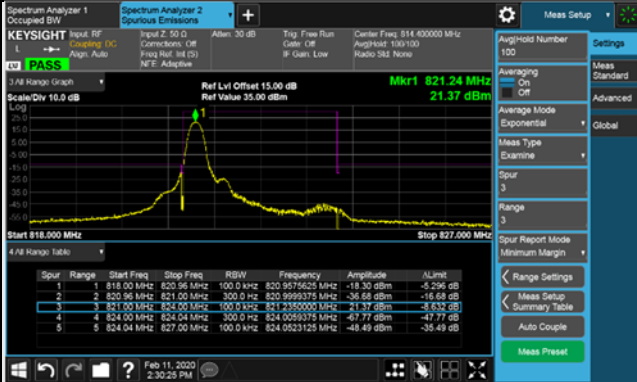 Spectrum Analyzer 1
Occupied BW
Spectrum Analyzer 2
Spurious Emissions
Meas Setup
KEYSIGHT
Input: RF
Coupling: DC
Align: Auto
Input Z: 50 Ω
Corrections: Off
Freq Ref: Int (S)
NFE: Adaptive
Atten: 30 dB
Trig: Free Run
Gate: Off
IF Gain: Low
Center Freq: 814.400000 MHz
Avg|Hold: 100/100
Radio Std: None
PASS
3 All Range Graph
Scale/Div 10.0 dB
Ref Lvl Offset 15.00 dB
Ref Value 35.00 dBm
Mkr1 821.24 MHz
21.37 dBm
Log
25.0
15.0
5.00
-5.00
-15.0
-25.0
-35.0
-45.0
-55.0
1
Start 818.000 MHz
Stop 827.000 MHz
4 All Range Table
Spur Range Start Freq Stop Freq RBW Frequency Amplitude ΔLimit
1 1 818.00 MHz 820.96 MHz 100.0 kHz 820.9575625 MHz -18.30 dBm -5.296 dB
2 2 820.96 MHz 821.00 MHz 300.0 Hz 820.9999375 MHz -36.68 dBm -16.68 dB
3 3 821.00 MHz 824.00 MHz 100.0 kHz 821.2350000 MHz 21.37 dBm -8.632 dB
4 4 824.00 MHz 824.04 MHz 300.0 Hz 824.0059375 MHz -67.77 dBm -47.77 dB
5 5 824.04 MHz 827.00 MHz 100.0 kHz 824.0523125 MHz -48.49 dBm -35.49 dB
Avg|Hold Number
100
Averaging
On
Off
Average Mode
Exponential
Meas Type
Examine
Spur
3
Range
3
Spur Report Mode
Minimum Margin
Range Settings
Meas Setup
Summary Table
Auto Couple
Meas Preset
Settings
Meas
Standard
Advanced
Global
Feb 11, 2020
2:30:25 PM